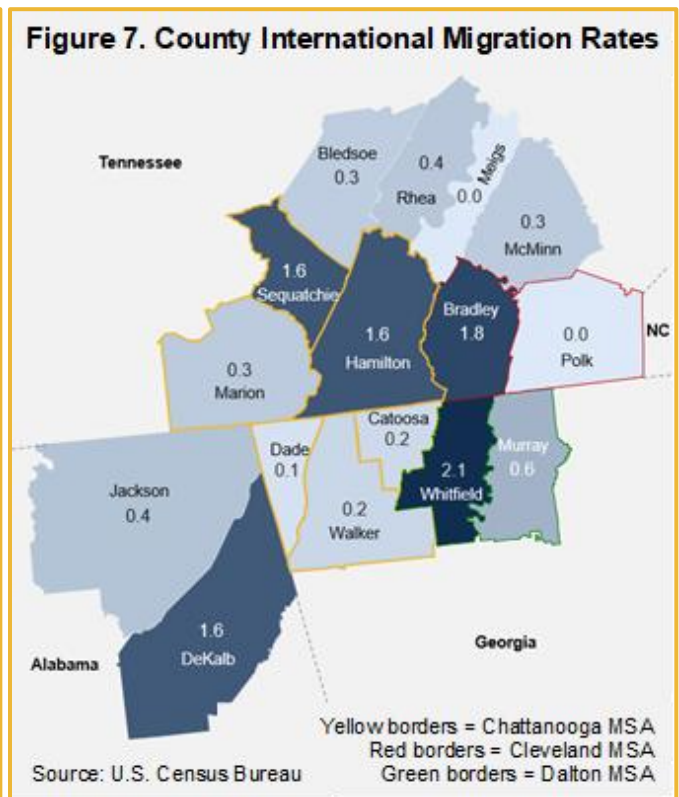 Figure 7. County International Migration Rates
Tennessee
Bledsoe
0.3
0.4
Rhea
Meigs
0.0
0.3
McMinn
1.6
Sequatchie
1.6
Hamilton
Bradley
1.8
0.0
Polk
NC
0.3
Marion
Catoosa
0.2
Dade
0.1
0.2
Walker
2.1
Whitfield
Murray
0.6
Jackson
0.4
1.6
DeKalb
Alabama
Georgia
Yellow borders = Chattanooga MSA
Red borders = Cleveland MSA
Source: U.S. Census Bureau
Green borders = Dalton MSA